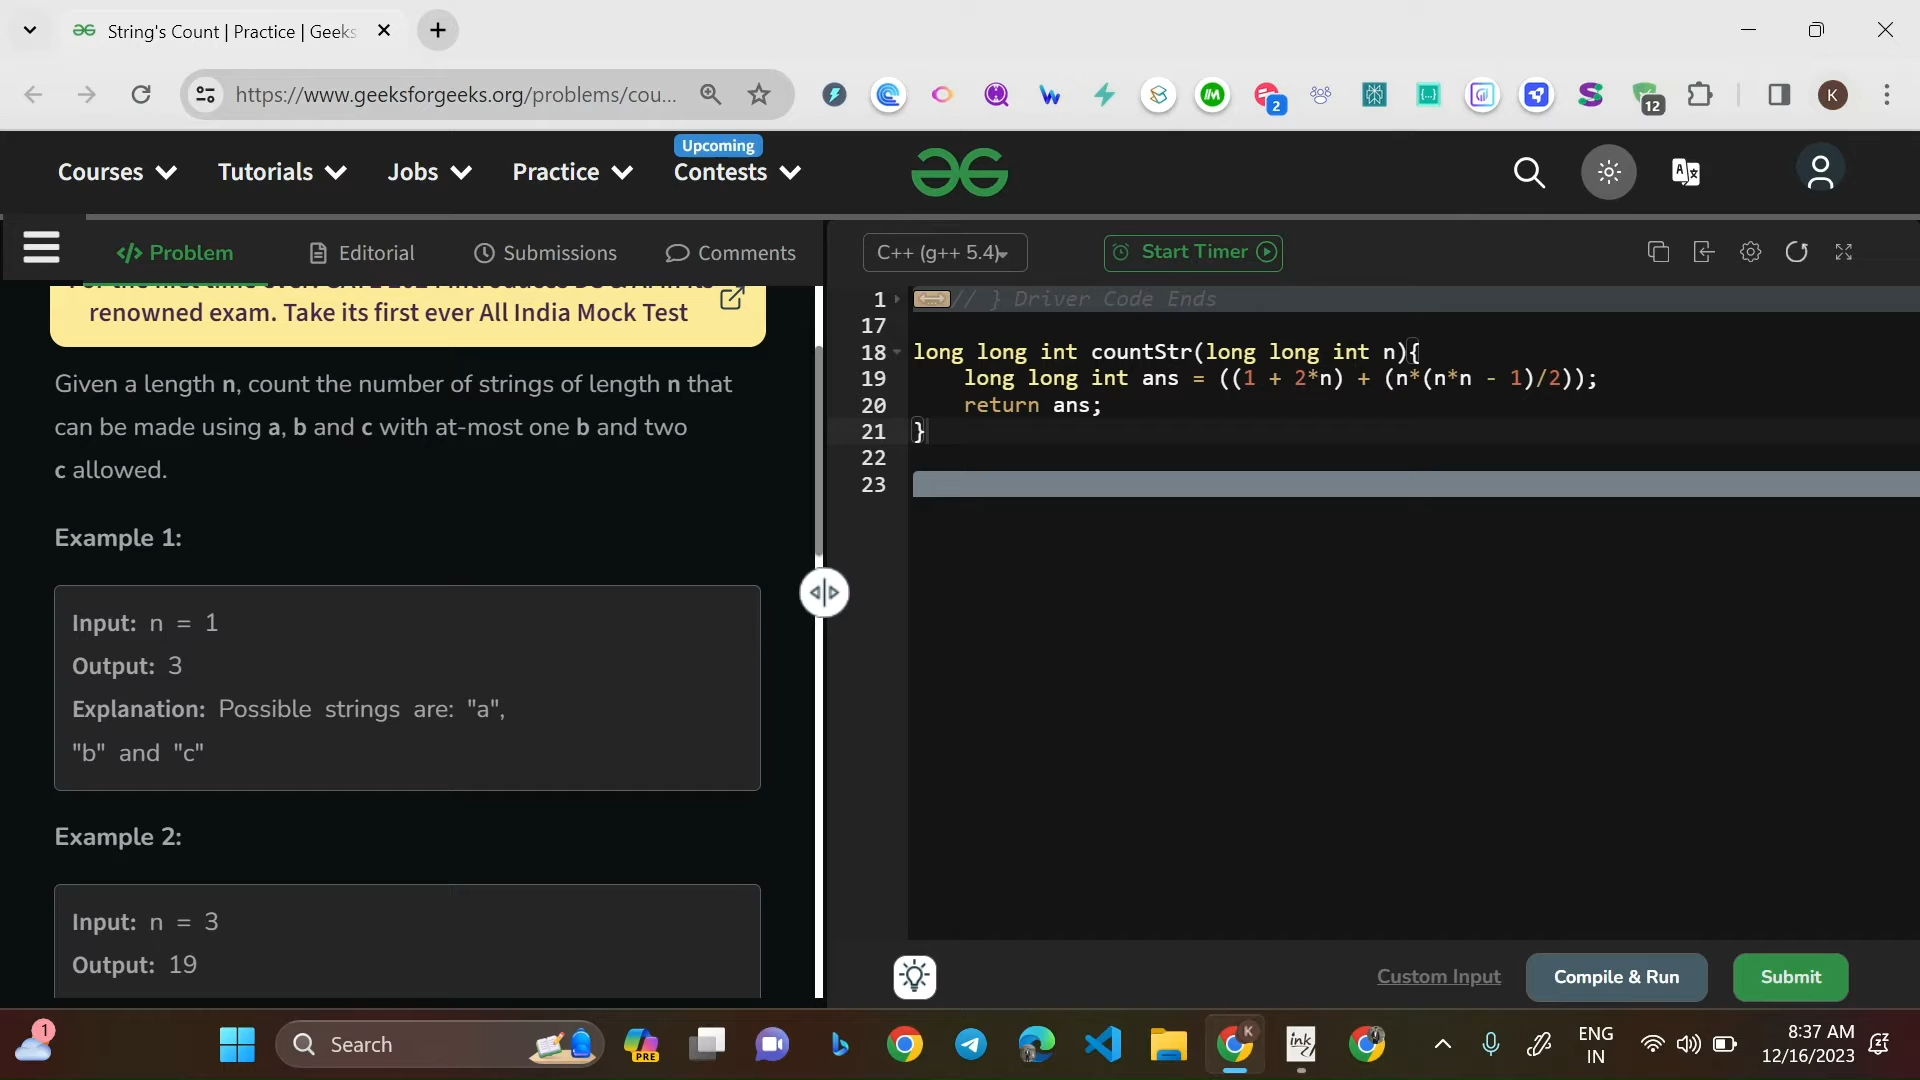 String's Count | Practice | Geeks
https://www.geeksforgeeks.org/problems/cou...
2
12
K
Upcoming
Courses
Tutorials
Jobs
Practice
Contests
Problem
Editorial
Submissions
Comments
C++ (g++ 5.4)
Start Timer
renowned exam. Take its first ever All India Mock Test
Given a length n, count the number of strings of length n that
can be made using a, b and c with at-most one b and two
c allowed.
Example 1:
Input: n = 1
Output: 3
Explanation: Possible strings are: "a",
"b" and "c"
Example 2:
Input: n = 3
Output: 19
1 // } Driver Code Ends
17
18 long long int countStr(long long int n){
19 long long int ans = ((1 + 2*n) + (n*(n*n - 1)/2));
20 return ans;
21 }
22
23
Custom Input
Compile & Run
Submit
1
Search
PRE
K
ink
ENG
IN
8:37 AM
12/16/2023